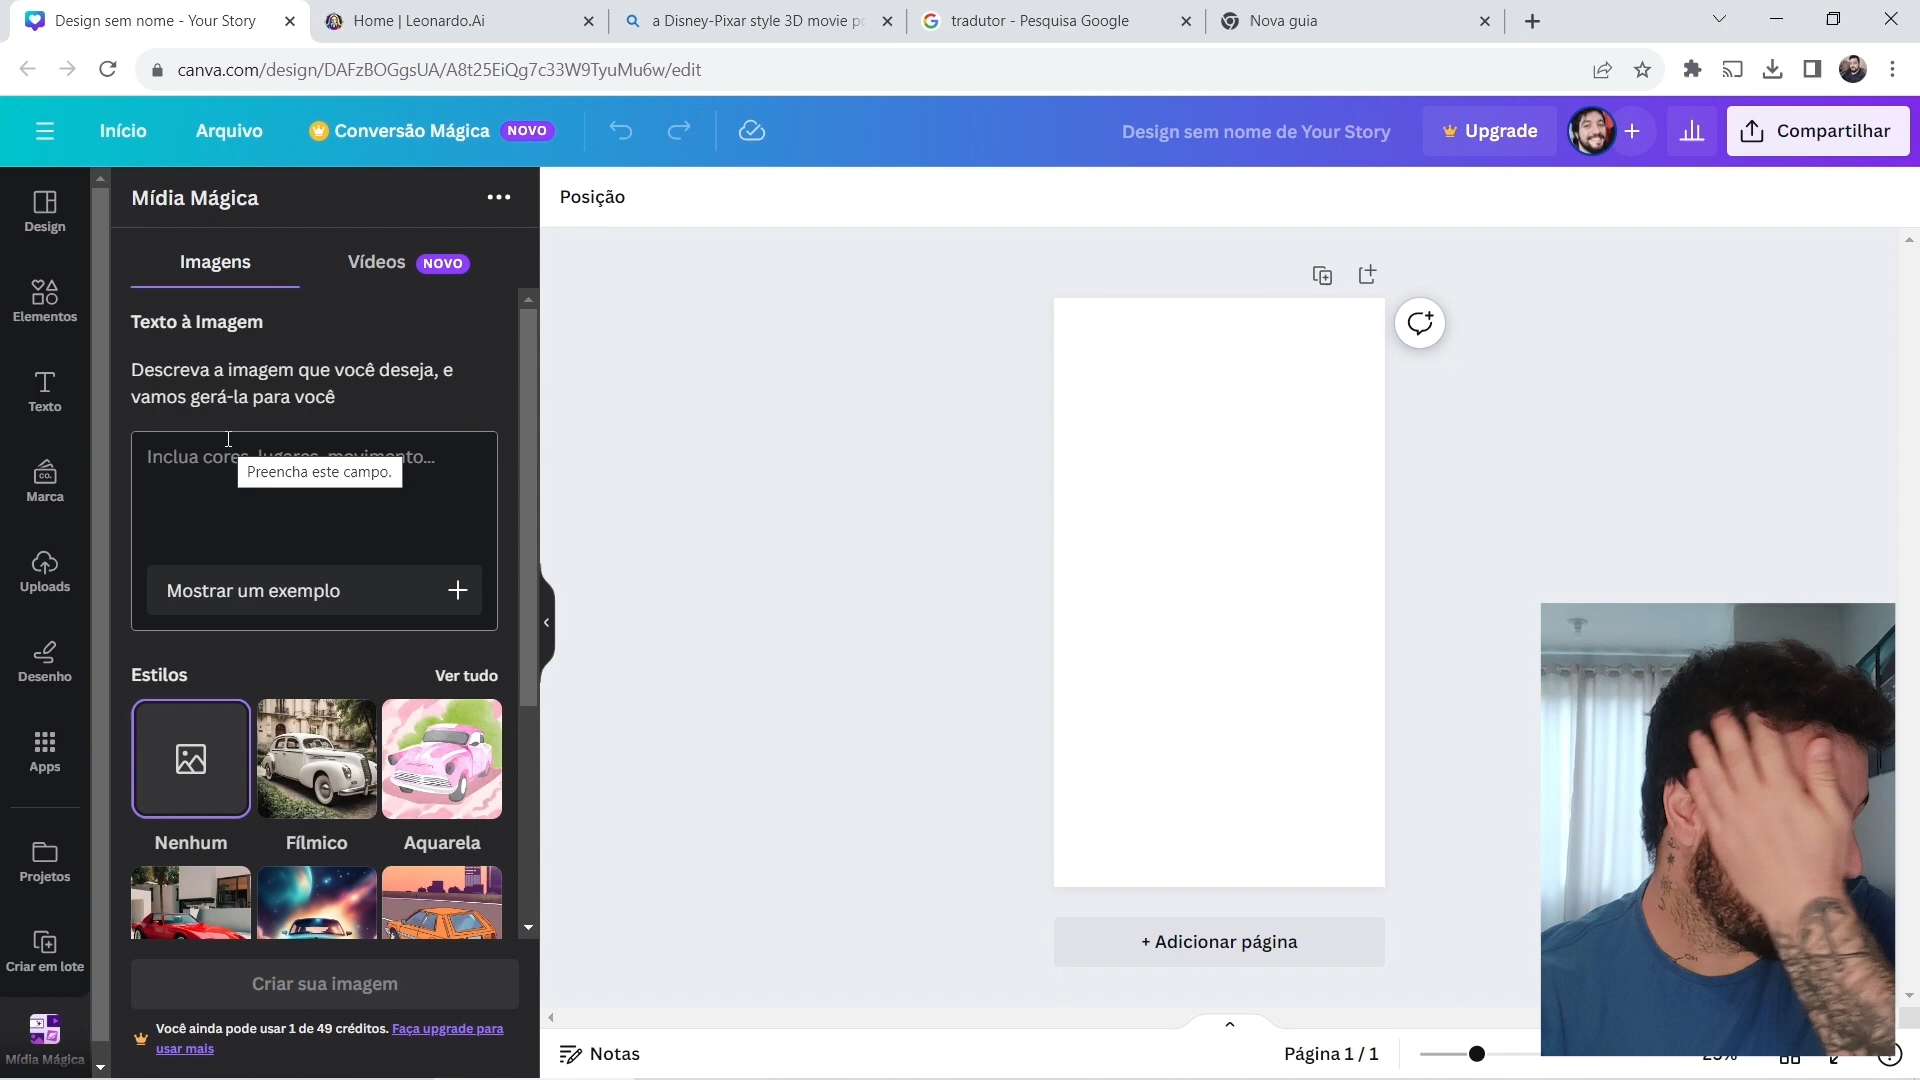 Design sem nome - Your Story
Home | Leonardo.Ai
a Disney-Pixar style 3D movie po
tradutor - Pesquisa Google
Nova guia
canva.com/design/DAFzBOGgsUA/A8t25EiQg7c33W9TyuMu6w/edit
Início
Arquivo
Conversão Mágica NOVO
Design sem nome de Your Story
Upgrade
Compartilhar
Design
Elementos
Texto
CO.
Marca
Uploads
Desenho
Apps
Projetos
Criar em lote
Mídia Mágica
Mídia Mágica
Imagens
Vídeos NOVO
Texto à Imagem
Descreva a imagem que você deseja, e
vamos gerá-la para você
Inclua cores, lugares, movimento...
Preencha este campo.
Mostrar um exemplo
Estilos
Ver tudo
Nenhum
Fílmico
Aquarela
Criar sua imagem
Você ainda pode usar 1 de 49 créditos. Faça upgrade para
usar mais
Posição
+ Adicionar página
Notas
Página 1 / 1